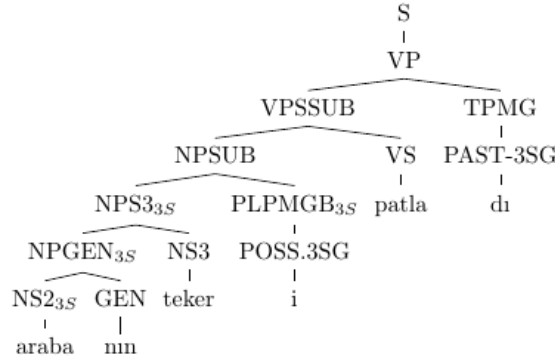 S
VP
VPSSUB TPMG
NPSUB VS PAST-3SG
NPS3₃S PLPMGB₃S patla dı
NPGEN₃S NS3 POSS.3SG
NS2₃S GEN teker i
araba nın